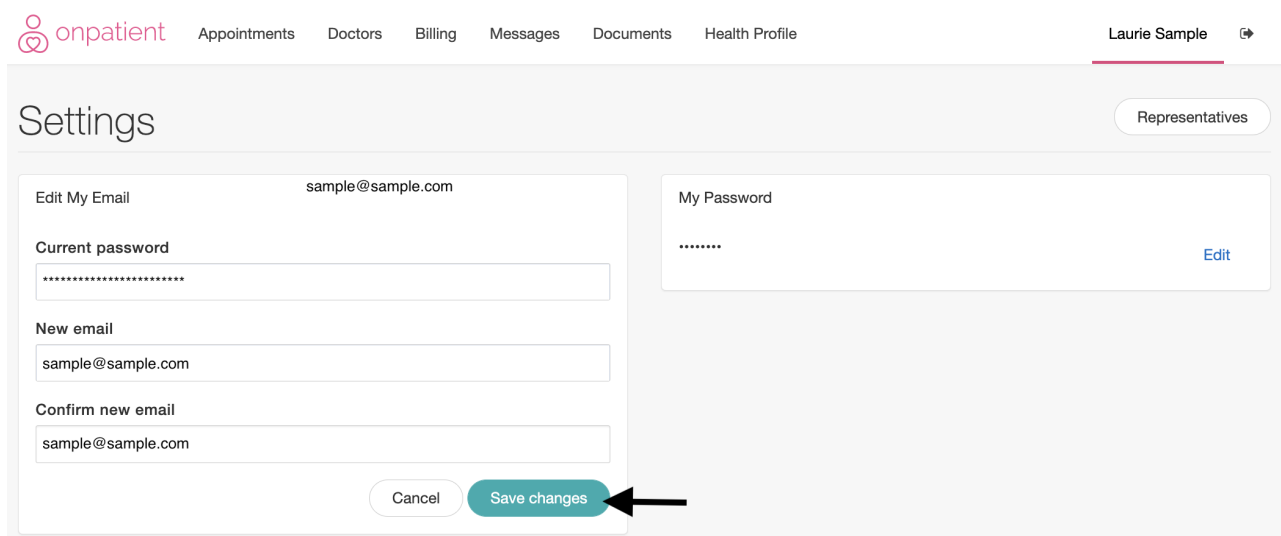 onpatient Appointments Doctors Billing Messages Documents Health Profile Laurie Sample
Settings Representatives
sample@sample.com
Edit My Email
Current password
************************
New email
sample@sample.com
Confirm new email
sample@sample.com
Cancel Save changes
My Password
••••••••
Edit